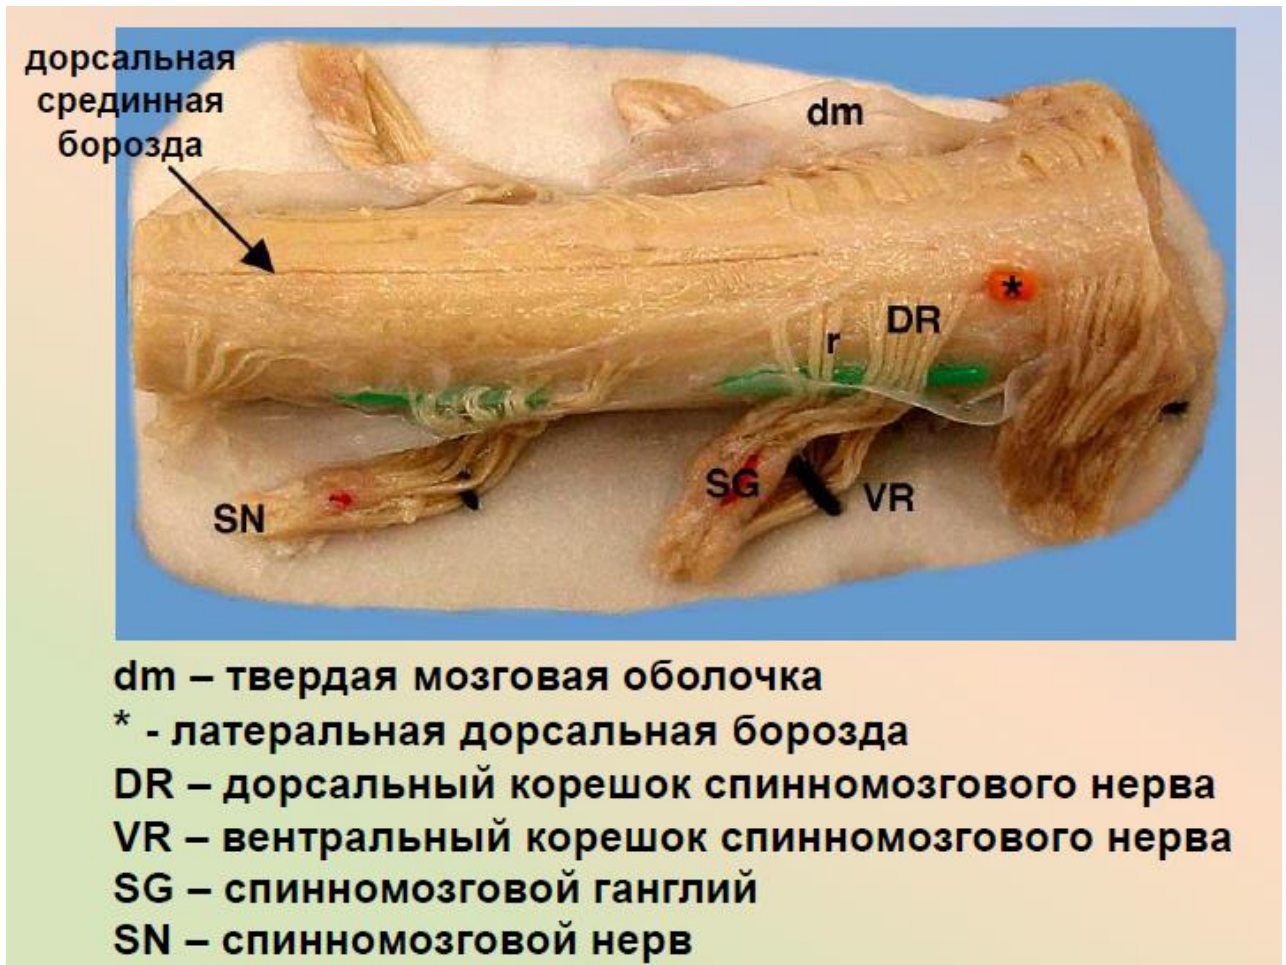 дорсальная
срединная
борозда
dm
*
DR
r
SG
VR
SN
dm – твердая мозговая оболочка
* - латеральная дорсальная борозда
DR – дорсальный корешок спинномозгового нерва
VR – вентральный корешок спинномозгового нерва
SG – спинномозговой ганглий
SN – спинномозговой нерв